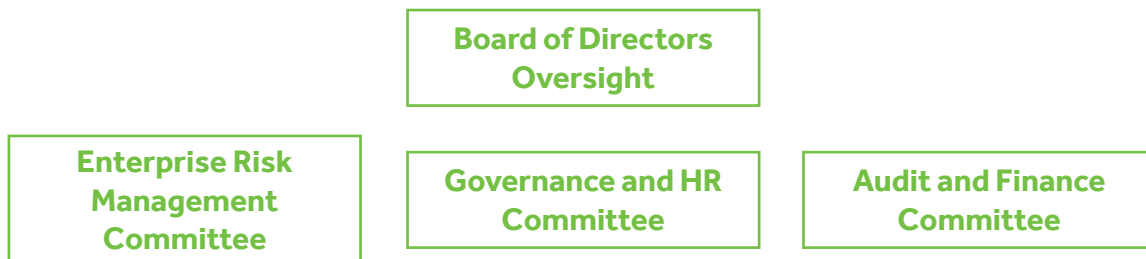 Board of Directors
Oversight
Enterprise Risk
Management
Committee
Governance and HR
Committee
Audit and Finance
Committee